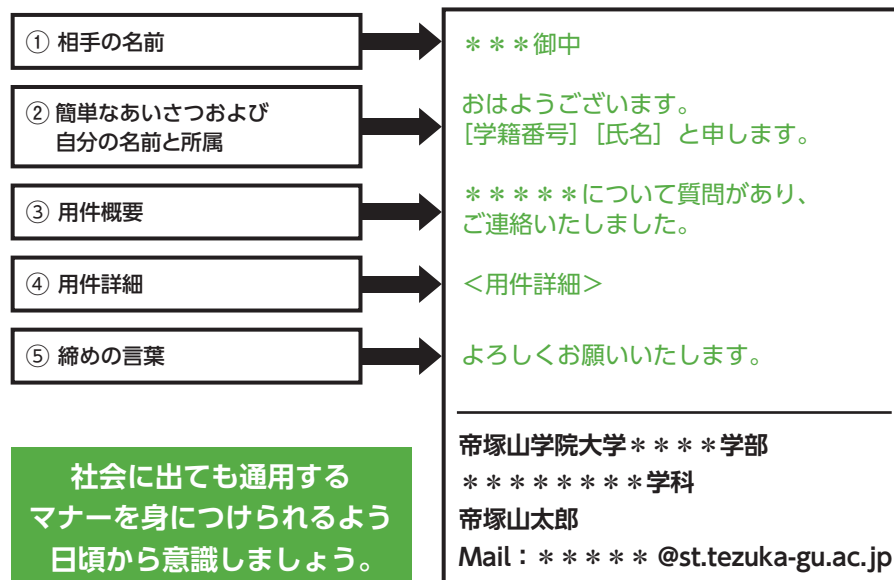 ① 相手の名前
② 簡単なあいさつおよび
自分の名前と所属
③ 用件概要
④ 用件詳細
⑤ 締めの言葉
社会に出ても通用する
マナーを身につけられるよう
日頃から意識しましょう。
＊＊＊御中
おはようございます。
［学籍番号］［氏名］と申します。
＊＊＊＊＊について質問があり、
ご連絡いたしました。
＜用件詳細＞
よろしくお願いいたします。
帝塚山学院大学＊＊＊＊学部
＊＊＊＊＊＊＊＊学科
帝塚山太郎
Mail：＊＊＊＊＊ @st.tezuka-gu.ac.jp